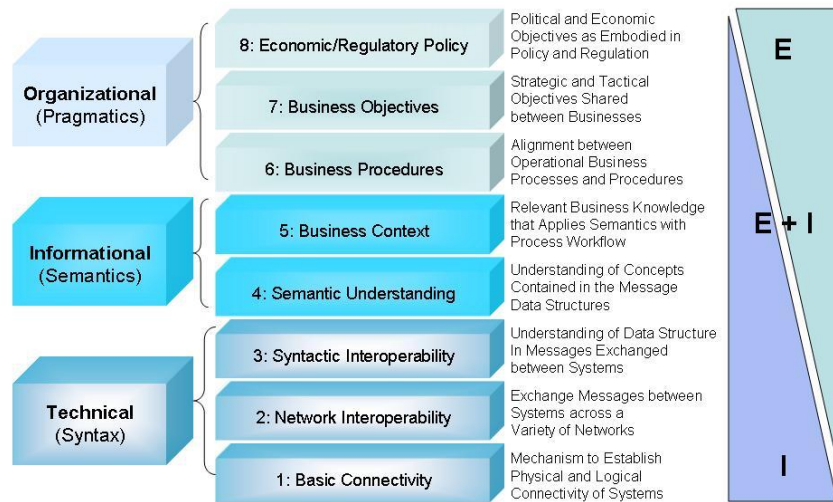 8: Economic/Regulatory Policy
Political and Economic
Objectives as Embodied in
Policy and Regulation
E
Organizational
(Pragmatics)
7: Business Objectives
Strategic and Tactical
Objectives Shared
between Businesses
6: Business Procedures
Alignment between
Operational Business
Processes and Procedures
Informational
(Semantics)
5: Business Context
Relevant Business Knowledge
that Applies Semantics with
Process Workflow
E + I
4: Semantic Understanding
Understanding of Concepts
Contained in the Message
Data Structures
Technical
(Syntax)
3: Syntactic Interoperability
Understanding of Data Structure
In Messages Exchanged
between Systems
2: Network Interoperability
Exchange Messages between
Systems across a
Variety of Networks
1: Basic Connectivity
Mechanism to Establish
Physical and Logical
Connectivity of Systems
I